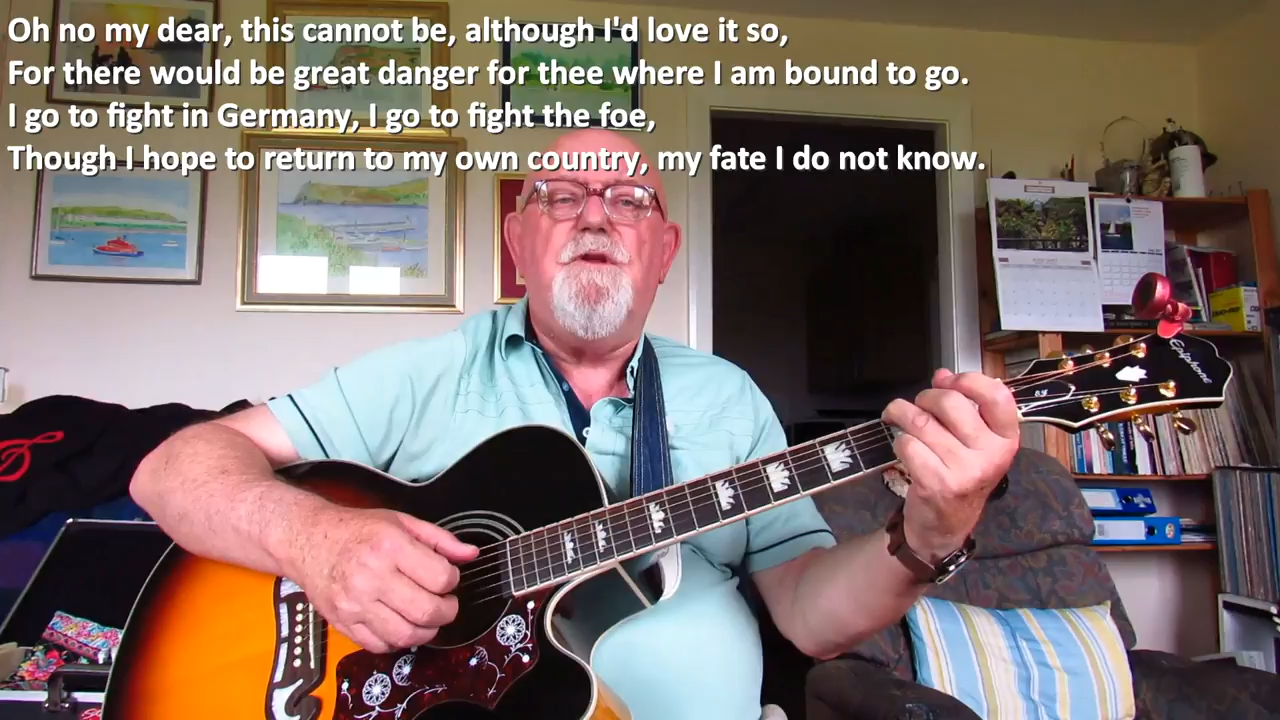 Oh no my dear, this cannot be, although I'd love it so,
For there would be great danger for thee where I am bound to go.
I go to fight in Germany, I go to fight the foe,
Though I hope to return to my own country, my fate I do not know.
Epiphone